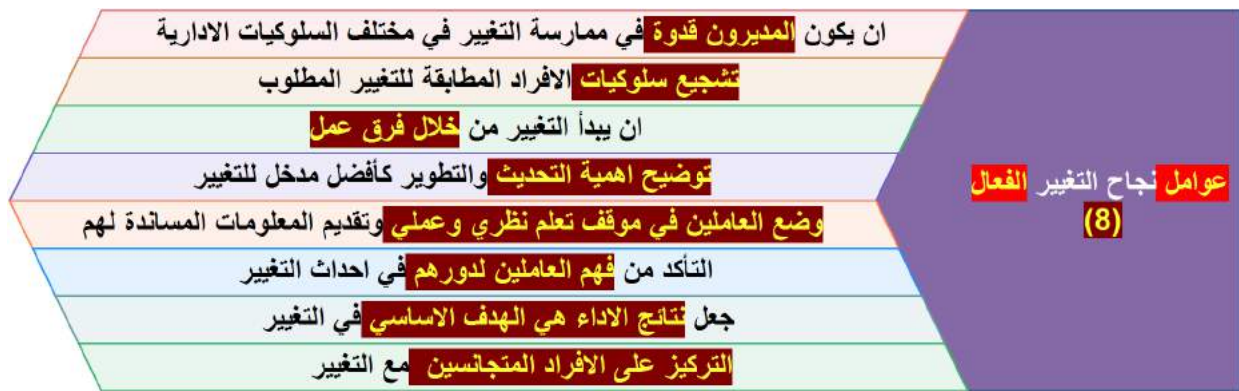 عوامل نجاح التغيير الفعال
(8)
ان يكون المديرون قدوة في ممارسة التغيير في مختلف السلوكيات الادارية
تشجيع سلوكيات الافراد المطابقة للتغيير المطلوب
ان يبدأ التغيير من خلال فرق عمل
توضيح اهمية التحديث والتطوير كأفضل مدخل للتغيير
وضع العاملين في موقف تعلم نظري وعملي وتقديم المعلومات المساندة لهم
التأكد من فهم العاملين لدورهم في احداث التغيير
جعل نتائج الاداء هي الهدف الاساسي في التغيير
التركيز على الافراد المتجانسين مع التغيير